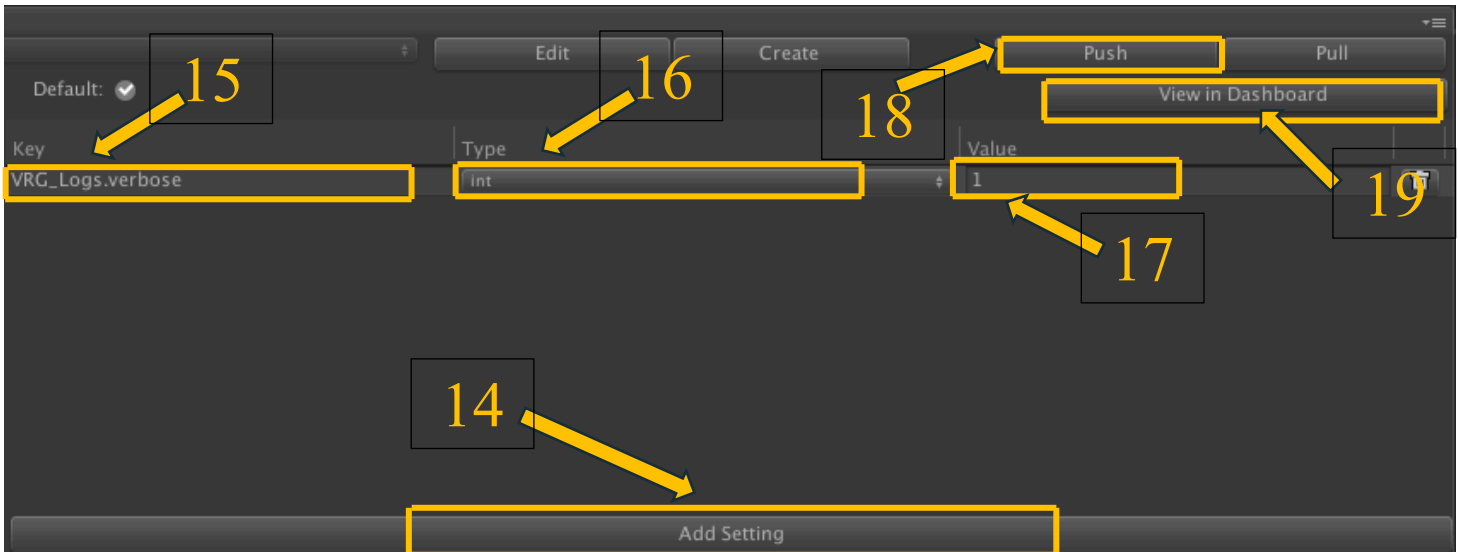 Edit
Create
Push
Pull
Default:
15
16
18
View in Dashboard
Key
Type
Value
VRG_Logs.verbose
int
1
19
17
14
Add Setting